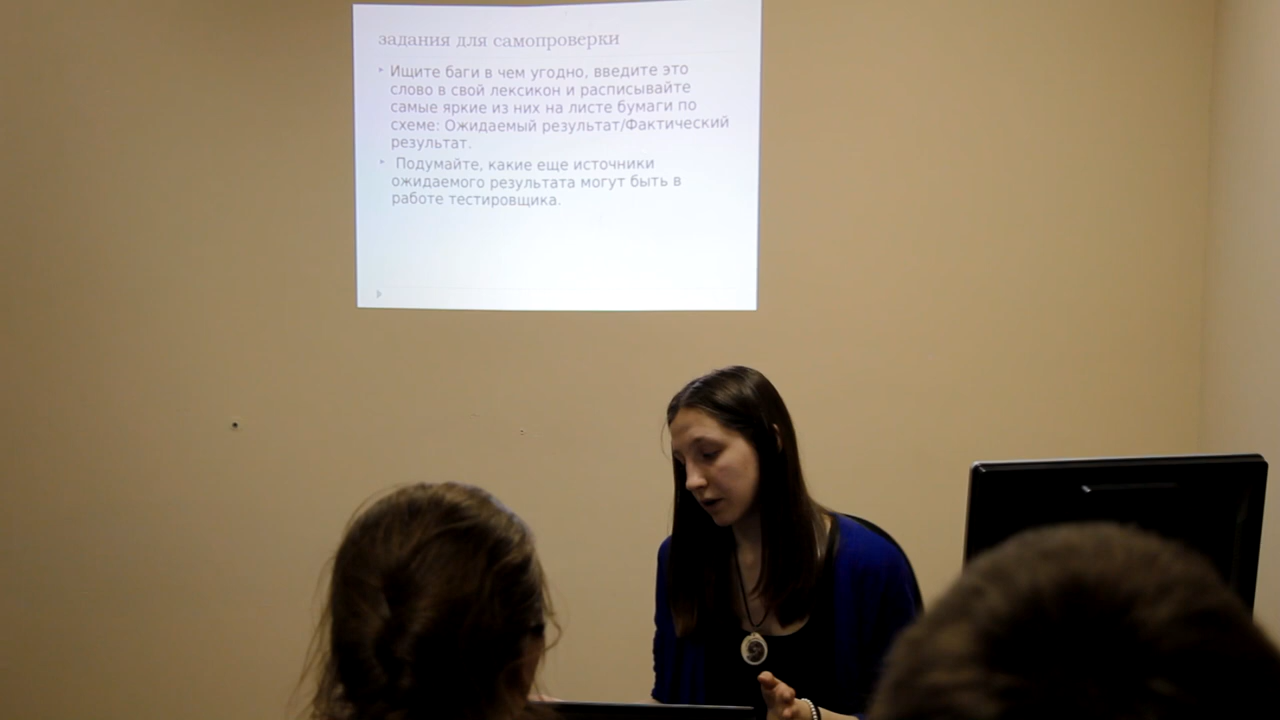 задания для самопроверки
Ищите баги в чем угодно, введите это
слово в свой лексикон и расписывайте
самые яркие из них на листе бумаги по
схеме: Ожидаемый результат/Фактический
результат.
Подумайте, какие еще источники
ожидаемого результата могут быть в
работе тестировщика.